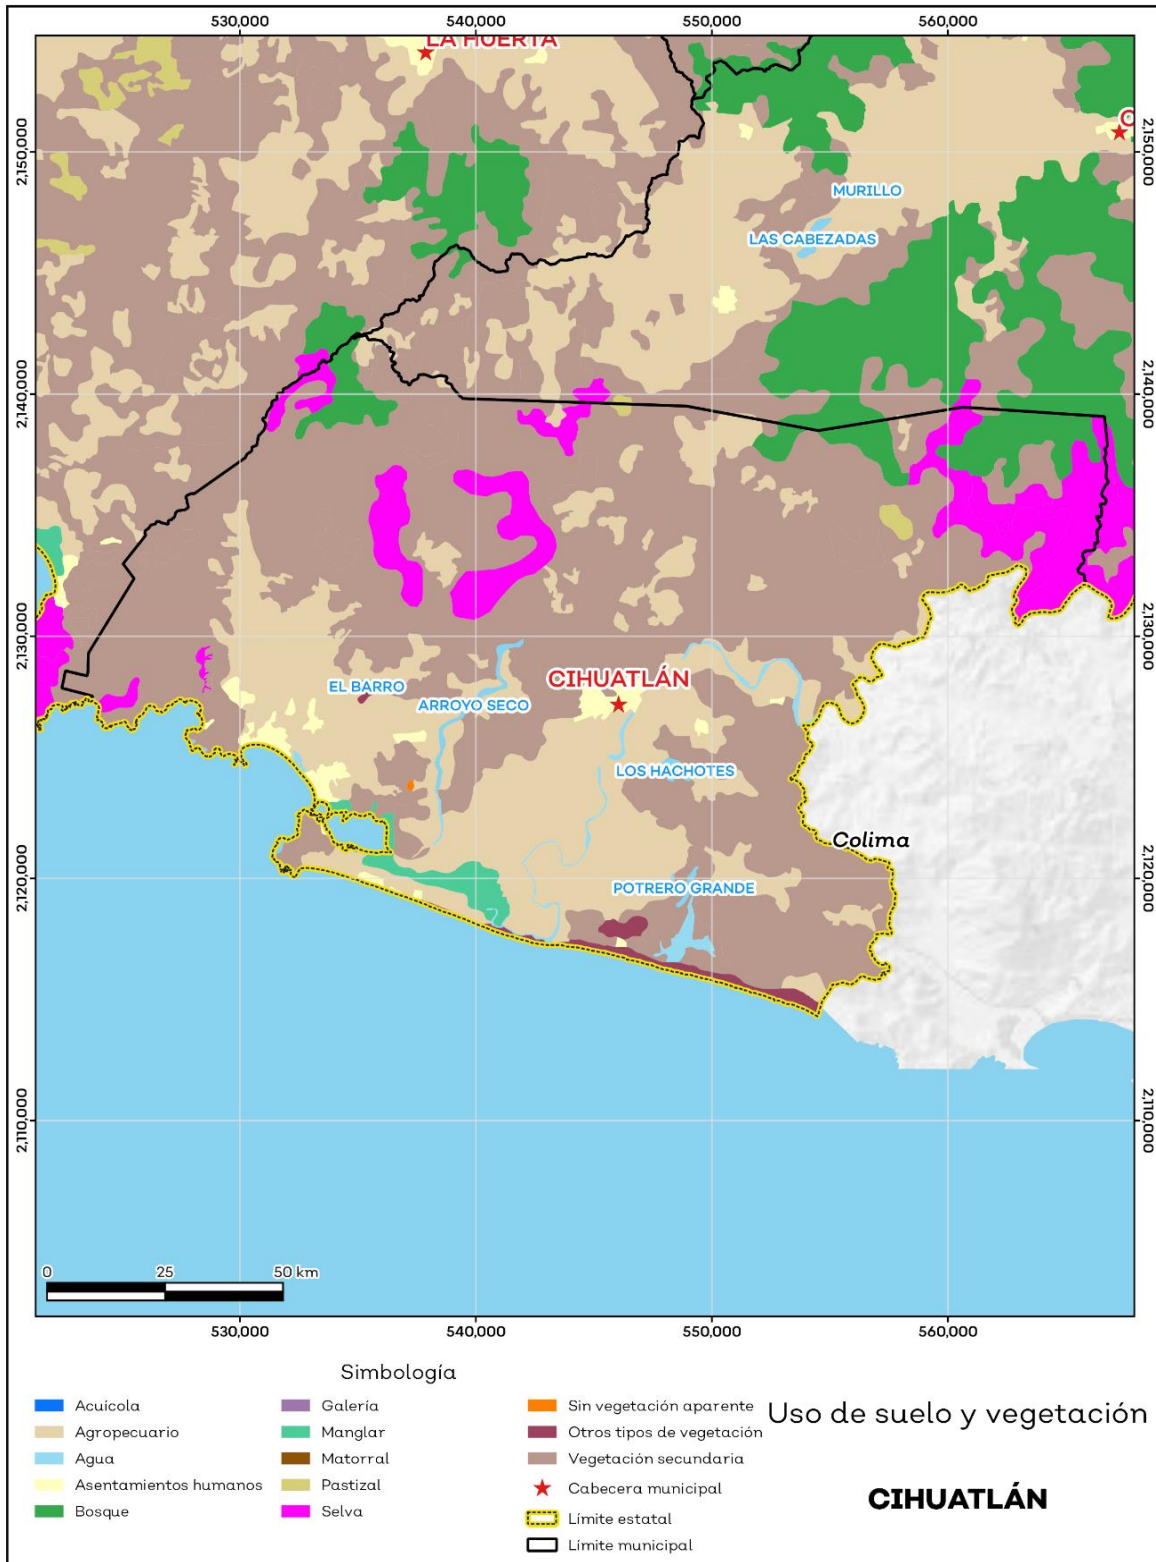 530,000 540,000 550,000 560,000
LA HUERTA
C
2,150,000 2,150,000
MURILLO
LAS CABEZADAS
2,140,000 2,140,000
2,130,000 2,130,000
CIHUATLÁN
EL BARRO
ARROYO SECO
LOS HACHOTES
Colima
2,120,000 2,120,000
POTRERO GRANDE
2,110,000 2,110,000
0 25 50 km
530,000 540,000 550,000 560,000
Simbología
Acuícola
Agropecuario
Agua
Asentamientos humanos
Bosque
Galería
Manglar
Matorral
Pastizal
Selva
Sin vegetación aparente
Otros tipos de vegetación
Vegetación secundaria
Cabecera municipal
Límite estatal
Límite municipal
Uso de suelo y vegetación
CIHUATLÁN